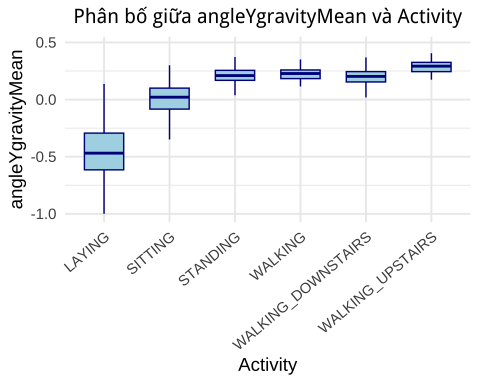 Phân bố giữa angleYgravityMean và Activity
angleYgravityMean
0.5
0.0
-0.5
-1.0
LAYING
SITTING
STANDING
WALKING
WALKING_DOWNSTAIRS
WALKING_UPSTAIRS
Activity